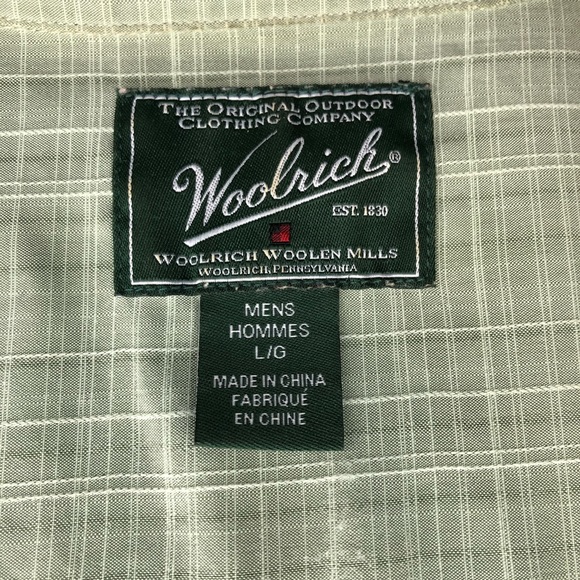 THE ORIGINAL OUTDOOR
CLOTHING COMPANY
Woolrich®
EST. 1830
WOOLRICH WOOLEN MILLS
WOOLRICH, PENNSYLVANIA
MENS
HOMMES
L/G
MADE IN CHINA
FABRIQUÉ
EN CHINE